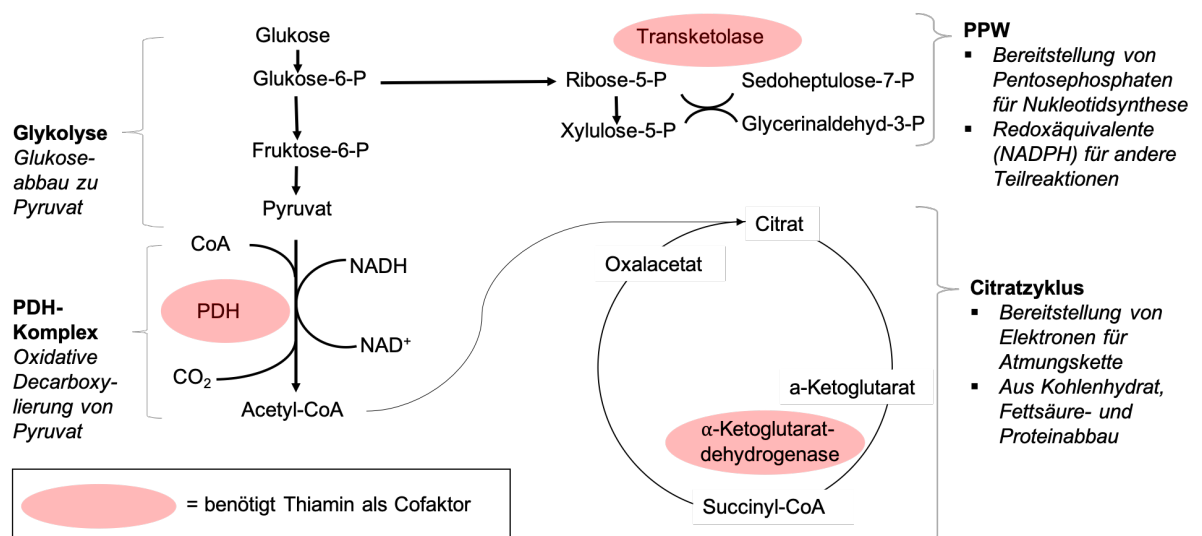 Glykolyse
Glukose-
abbau zu
Pyruvat
PDH-
Komplex
Oxidative
Decarboxy-
lierung von
Pyruvat
Glukose
Glukose-6-P
Fruktose-6-P
Pyruvat
CoA
NADH
PDH
NAD⁺
CO₂
Acetyl-CoA
Transketolase
Ribose-5-P
Sedoheptulose-7-P
Xylulose-5-P
Glycerinaldehyd-3-P
Citrat
Oxalacetat
a-Ketoglutarat
α-Ketoglutarat-
dehydrogenase
Succinyl-CoA
PPW
▪ Bereitstellung von
Pentosephosphaten
für Nukleotidsynthese
▪ Redoxäquivalente
(NADPH) für andere
Teilreaktionen
Citratzyklus
▪ Bereitstellung von
Elektronen für
Atmungskette
▪ Aus Kohlenhydrat,
Fettsäure- und
Proteinabbau
= benötigt Thiamin als Cofaktor